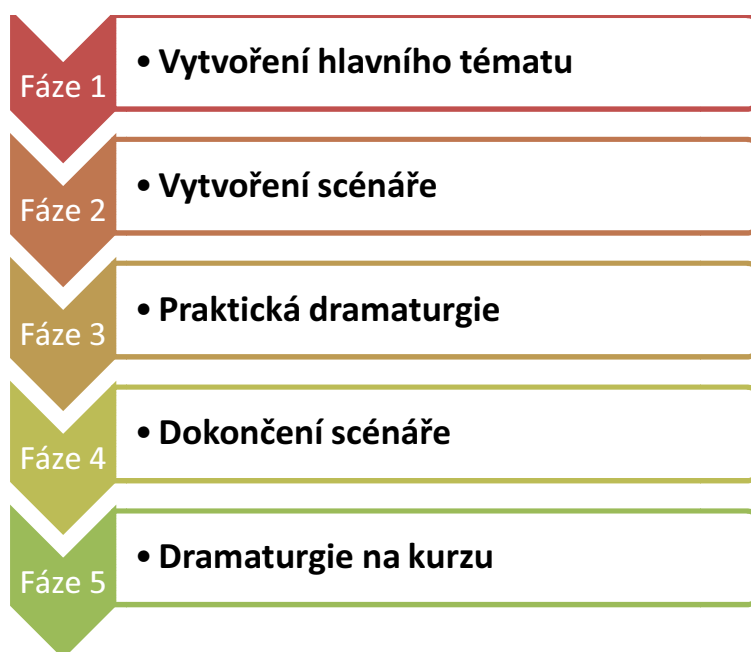 Fáze 1
• Vytvoření hlavního tématu
Fáze 2
• Vytvoření scénáře
Fáze 3
• Praktická dramaturgie
Fáze 4
• Dokončení scénáře
Fáze 5
• Dramaturgie na kurzu